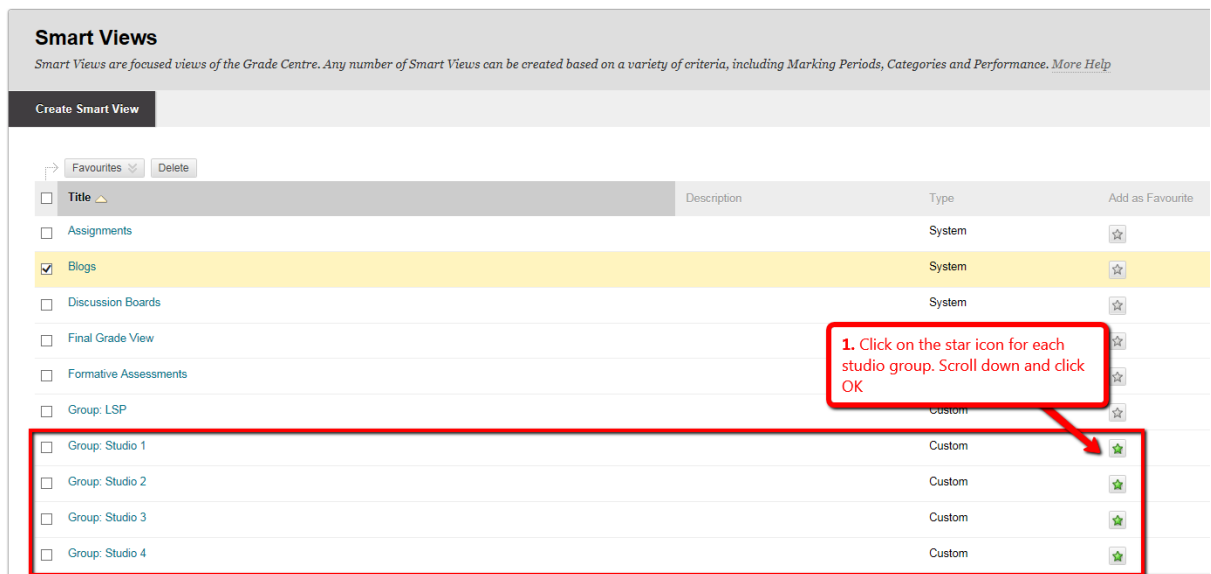 Smart Views
Smart Views are focused views of the Grade Centre. Any number of Smart Views can be created based on a variety of criteria, including Marking Periods, Categories and Performance. More Help
Create Smart View
Favourites Delete
Title Description Type Add as Favourite
Assignments System
Blogs System
Discussion Boards System
Final Grade View
Formative Assessments
1. Click on the star icon for each
studio group. Scroll down and click
OK
Group: LSP Custom
Group: Studio 1 Custom
Group: Studio 2 Custom
Group: Studio 3 Custom
Group: Studio 4 Custom